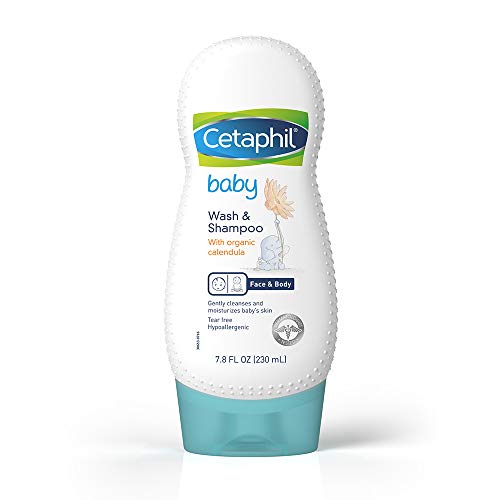 Cetaphil®
baby
Wash &
Shampoo
With organic
calendula
Face & Body
Gently cleanses and
moisturizes baby's skin
Tear free
Hypoallergenic
7.8 FL OZ (230 mL)